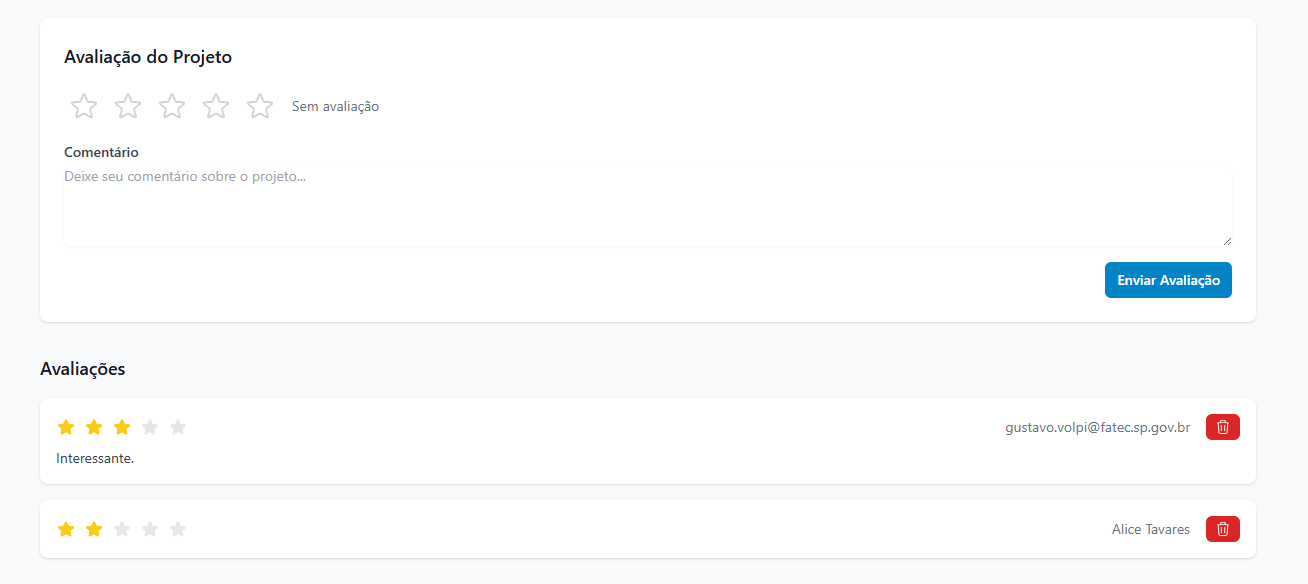 Avaliação do Projeto
Sem avaliação
Comentário
Deixe seu comentário sobre o projeto...
Enviar Avaliação
Avaliações
gustavo.volpi@fatec.sp.gov.br
Interessante.
Alice Tavares